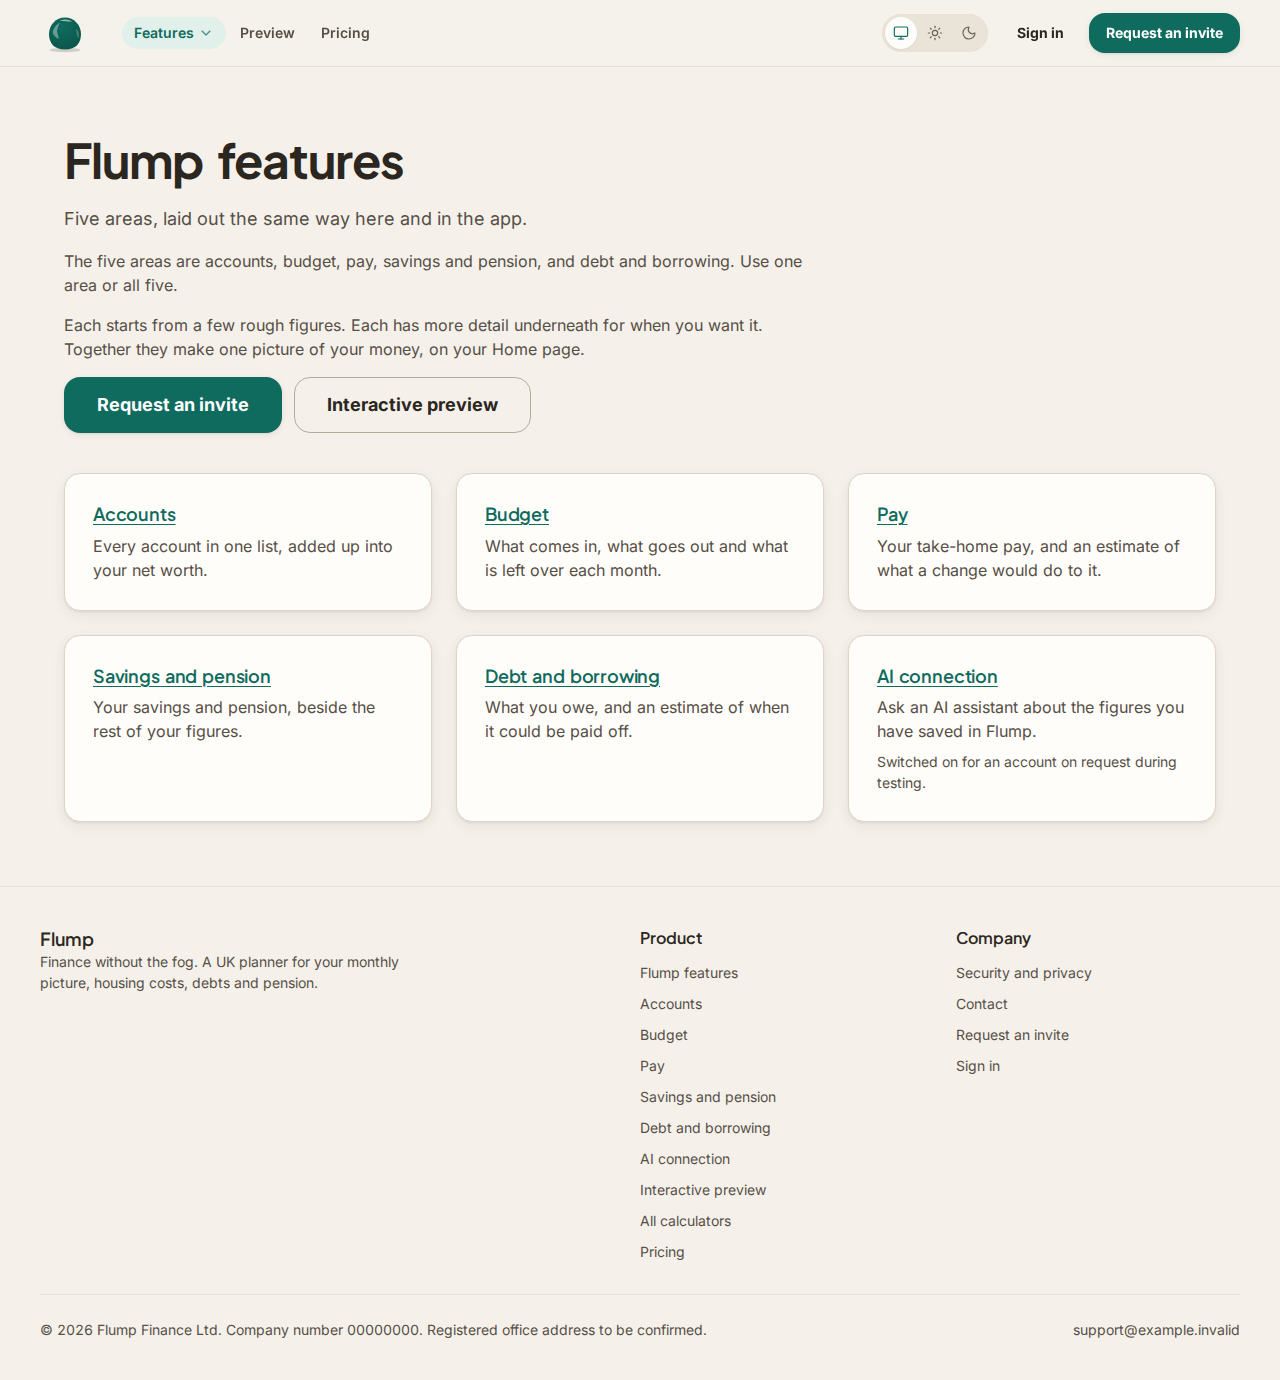 Features
Preview
Pricing
Sign in
Request an invite
Flump features
Five areas, laid out the same way here and in the app.
The five areas are accounts, budget, pay, savings and pension, and debt and borrowing. Use one
area or all five.
Each starts from a few rough figures. Each has more detail underneath for when you want it.
Together they make one picture of your money, on your Home page.
Request an invite
Interactive preview
Accounts
Every account in one list, added up into
your net worth.
Budget
What comes in, what goes out and what
is left over each month.
Pay
Your take-home pay, and an estimate of
what a change would do to it.
Savings and pension
Your savings and pension, beside the
rest of your figures.
Debt and borrowing
What you owe, and an estimate of when
it could be paid off.
AI connection
Ask an AI assistant about the figures you
have saved in Flump.
Switched on for an account on request during
testing.
Flump
Finance without the fog. A UK planner for your monthly
picture, housing costs, debts and pension.
Product
Flump features
Accounts
Budget
Pay
Savings and pension
Debt and borrowing
AI connection
Interactive preview
All calculators
Pricing
Company
Security and privacy
Contact
Request an invite
Sign in
© 2026 Flump Finance Ltd. Company number 00000000. Registered office address to be confirmed.
support@example.invalid